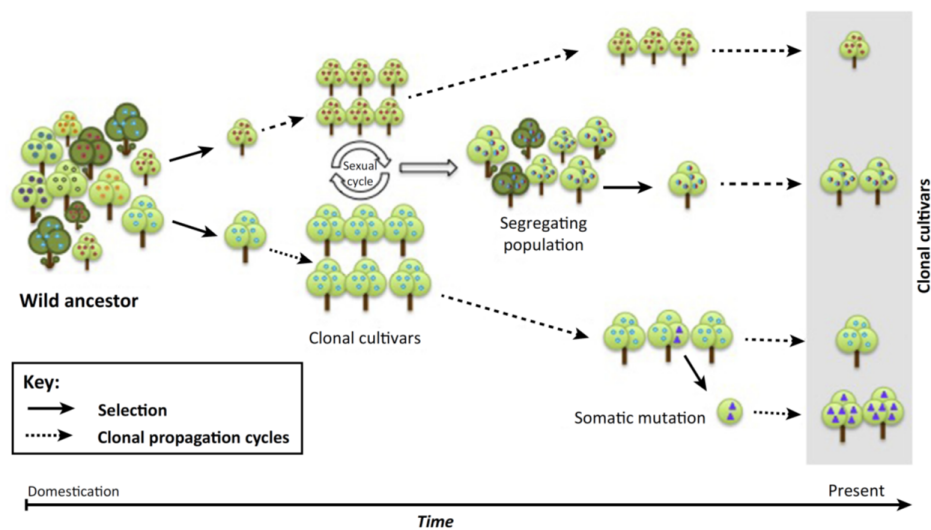 Sexual
cycle
Segregating
population
Wild ancestor
Clonal cultivars
Somatic mutation
Clonal cultivars
Key:
Selection
Clonal propagation cycles
Domestication
Present
Time